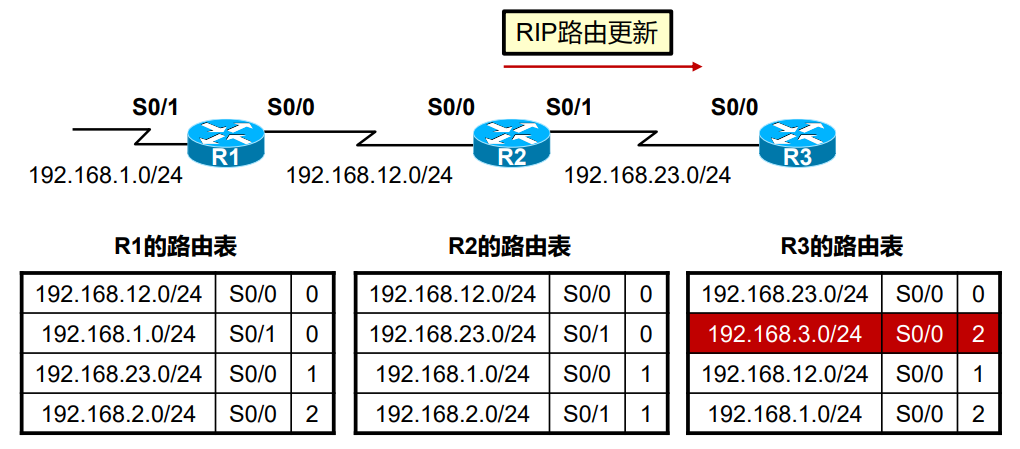 RIP路由更新
S0/1 S0/0 S0/0 S0/1 S0/0
R1 R2 R3
192.168.1.0/24 192.168.12.0/24 192.168.23.0/24
R1的路由表 R2的路由表 R3的路由表
192.168.12.0/24 S0/0 0 192.168.12.0/24 S0/0 0 192.168.23.0/24 S0/0 0
192.168.1.0/24 S0/1 0 192.168.23.0/24 S0/1 0 192.168.3.0/24 S0/0 2
192.168.23.0/24 S0/0 1 192.168.1.0/24 S0/0 1 192.168.12.0/24 S0/0 1
192.168.2.0/24 S0/0 2 192.168.2.0/24 S0/1 1 192.168.1.0/24 S0/0 2